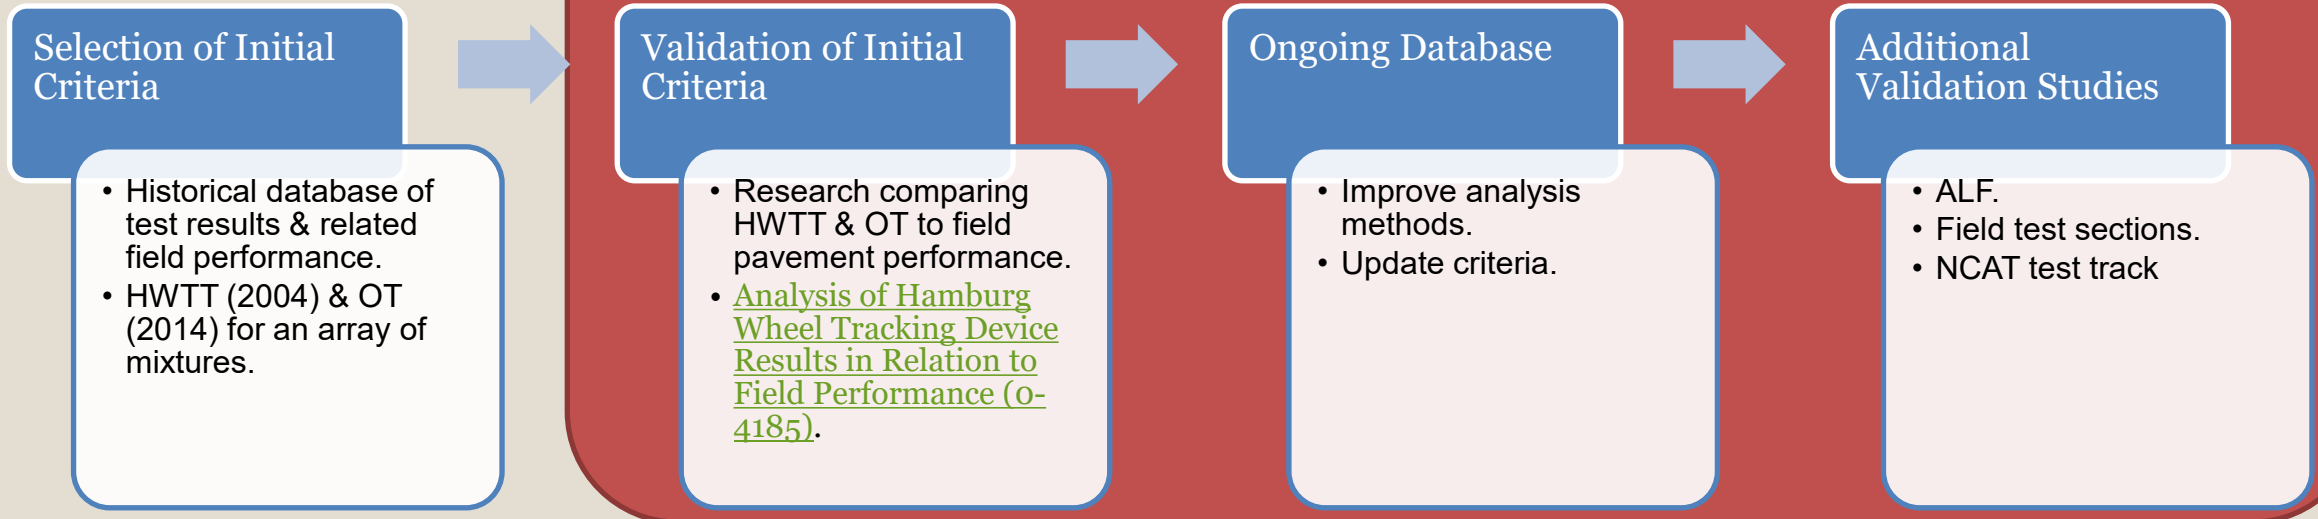 Selection of Initial
Criteria
• Historical database of
test results & related
field performance.
• HWTT (2004) & OT
(2014) for an array of
mixtures.
Validation of Initial
Criteria
• Research comparing
HWTT & OT to field
pavement performance.
• Analysis of Hamburg
Wheel Tracking Device
Results in Relation to
Field Performance (0-
4185).
Ongoing Database
• Improve analysis
methods.
• Update criteria.
Additional
Validation Studies
• ALF.
• Field test sections.
• NCAT test track